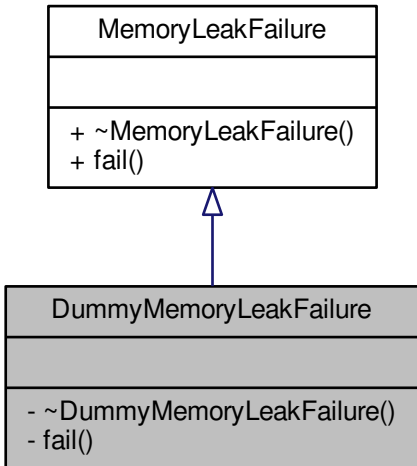 MemoryLeakFailure
+ ~MemoryLeakFailure()
+ fail()
DummyMemoryLeakFailure
- ~DummyMemoryLeakFailure()
- fail()